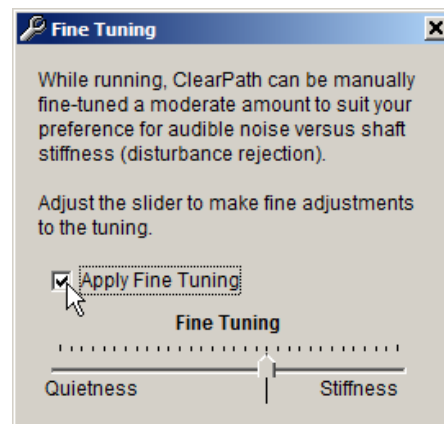 Fine Tuning
While running, ClearPath can be manually
fine-tuned a moderate amount to suit your
preference for audible noise versus shaft
stiffness (disturbance rejection).
Adjust the slider to make fine adjustments
to the tuning.
Apply Fine Tuning
Fine Tuning
Quietness Stiffness